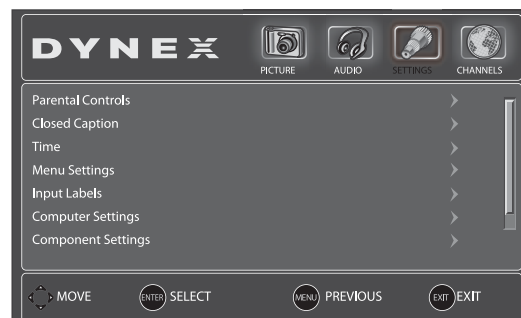 DYNEX
PICTURE AUDIO SETTINGS CHANNELS
Parental Controls
Closed Caption
Time
Menu Settings
Input Labels
Computer Settings
Component Settings
MOVE ENTER SELECT MENU PREVIOUS EXIT EXIT